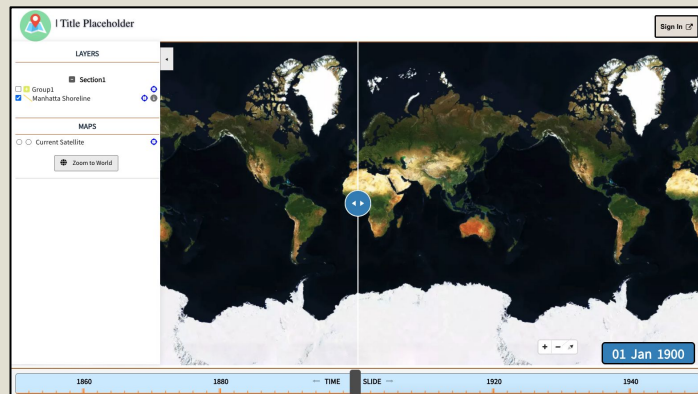 | Title Placeholder
Sign In
LAYERS
Section1
Group1
Manhatta Shoreline
MAPS
Current Satellite
Zoom to World
01 Jan 1900
1860 1880 ← TIME SLIDE → 1920 1940